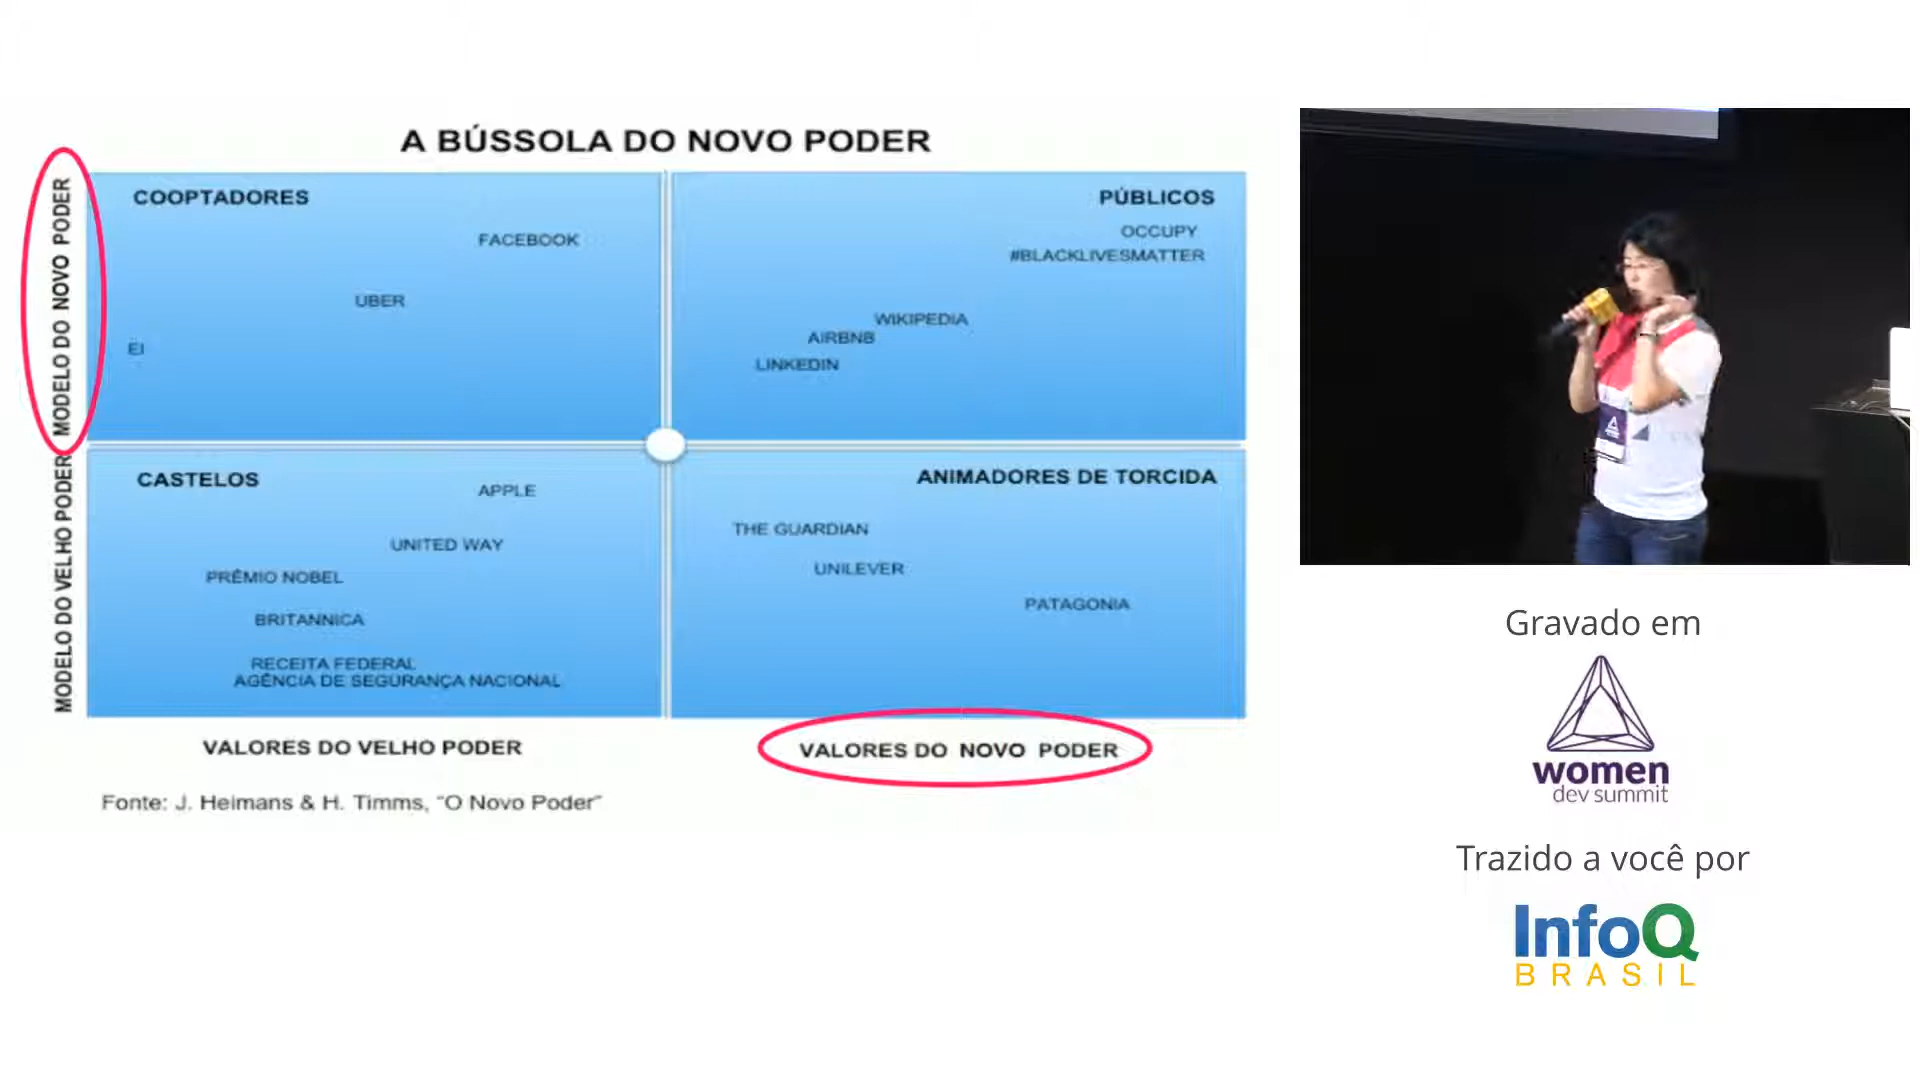 A BÚSSOLA DO NOVO PODER
MODELO DO NOVO PODER
MODELO DO VELHO PODER
COOPTADORES
FACEBOOK
UBER
EI
PÚBLICOS
OCCUPY
#BLACKLIVESMATTER
WIKIPEDIA
AIRBNB
LINKEDIN
CASTELOS
APPLE
UNITED WAY
PRÊMIO NOBEL
BRITANNICA
RECEITA FEDERAL
AGÊNCIA DE SEGURANÇA NACIONAL
ANIMADORES DE TORCIDA
THE GUARDIAN
UNILEVER
PATAGONIA
VALORES DO VELHO PODER
VALORES DO NOVO PODER
Fonte: J. Heimans & H. Timms, “O Novo Poder”
Gravado em
women
dev summit
Trazido a você por
InfoQ
BRASIL